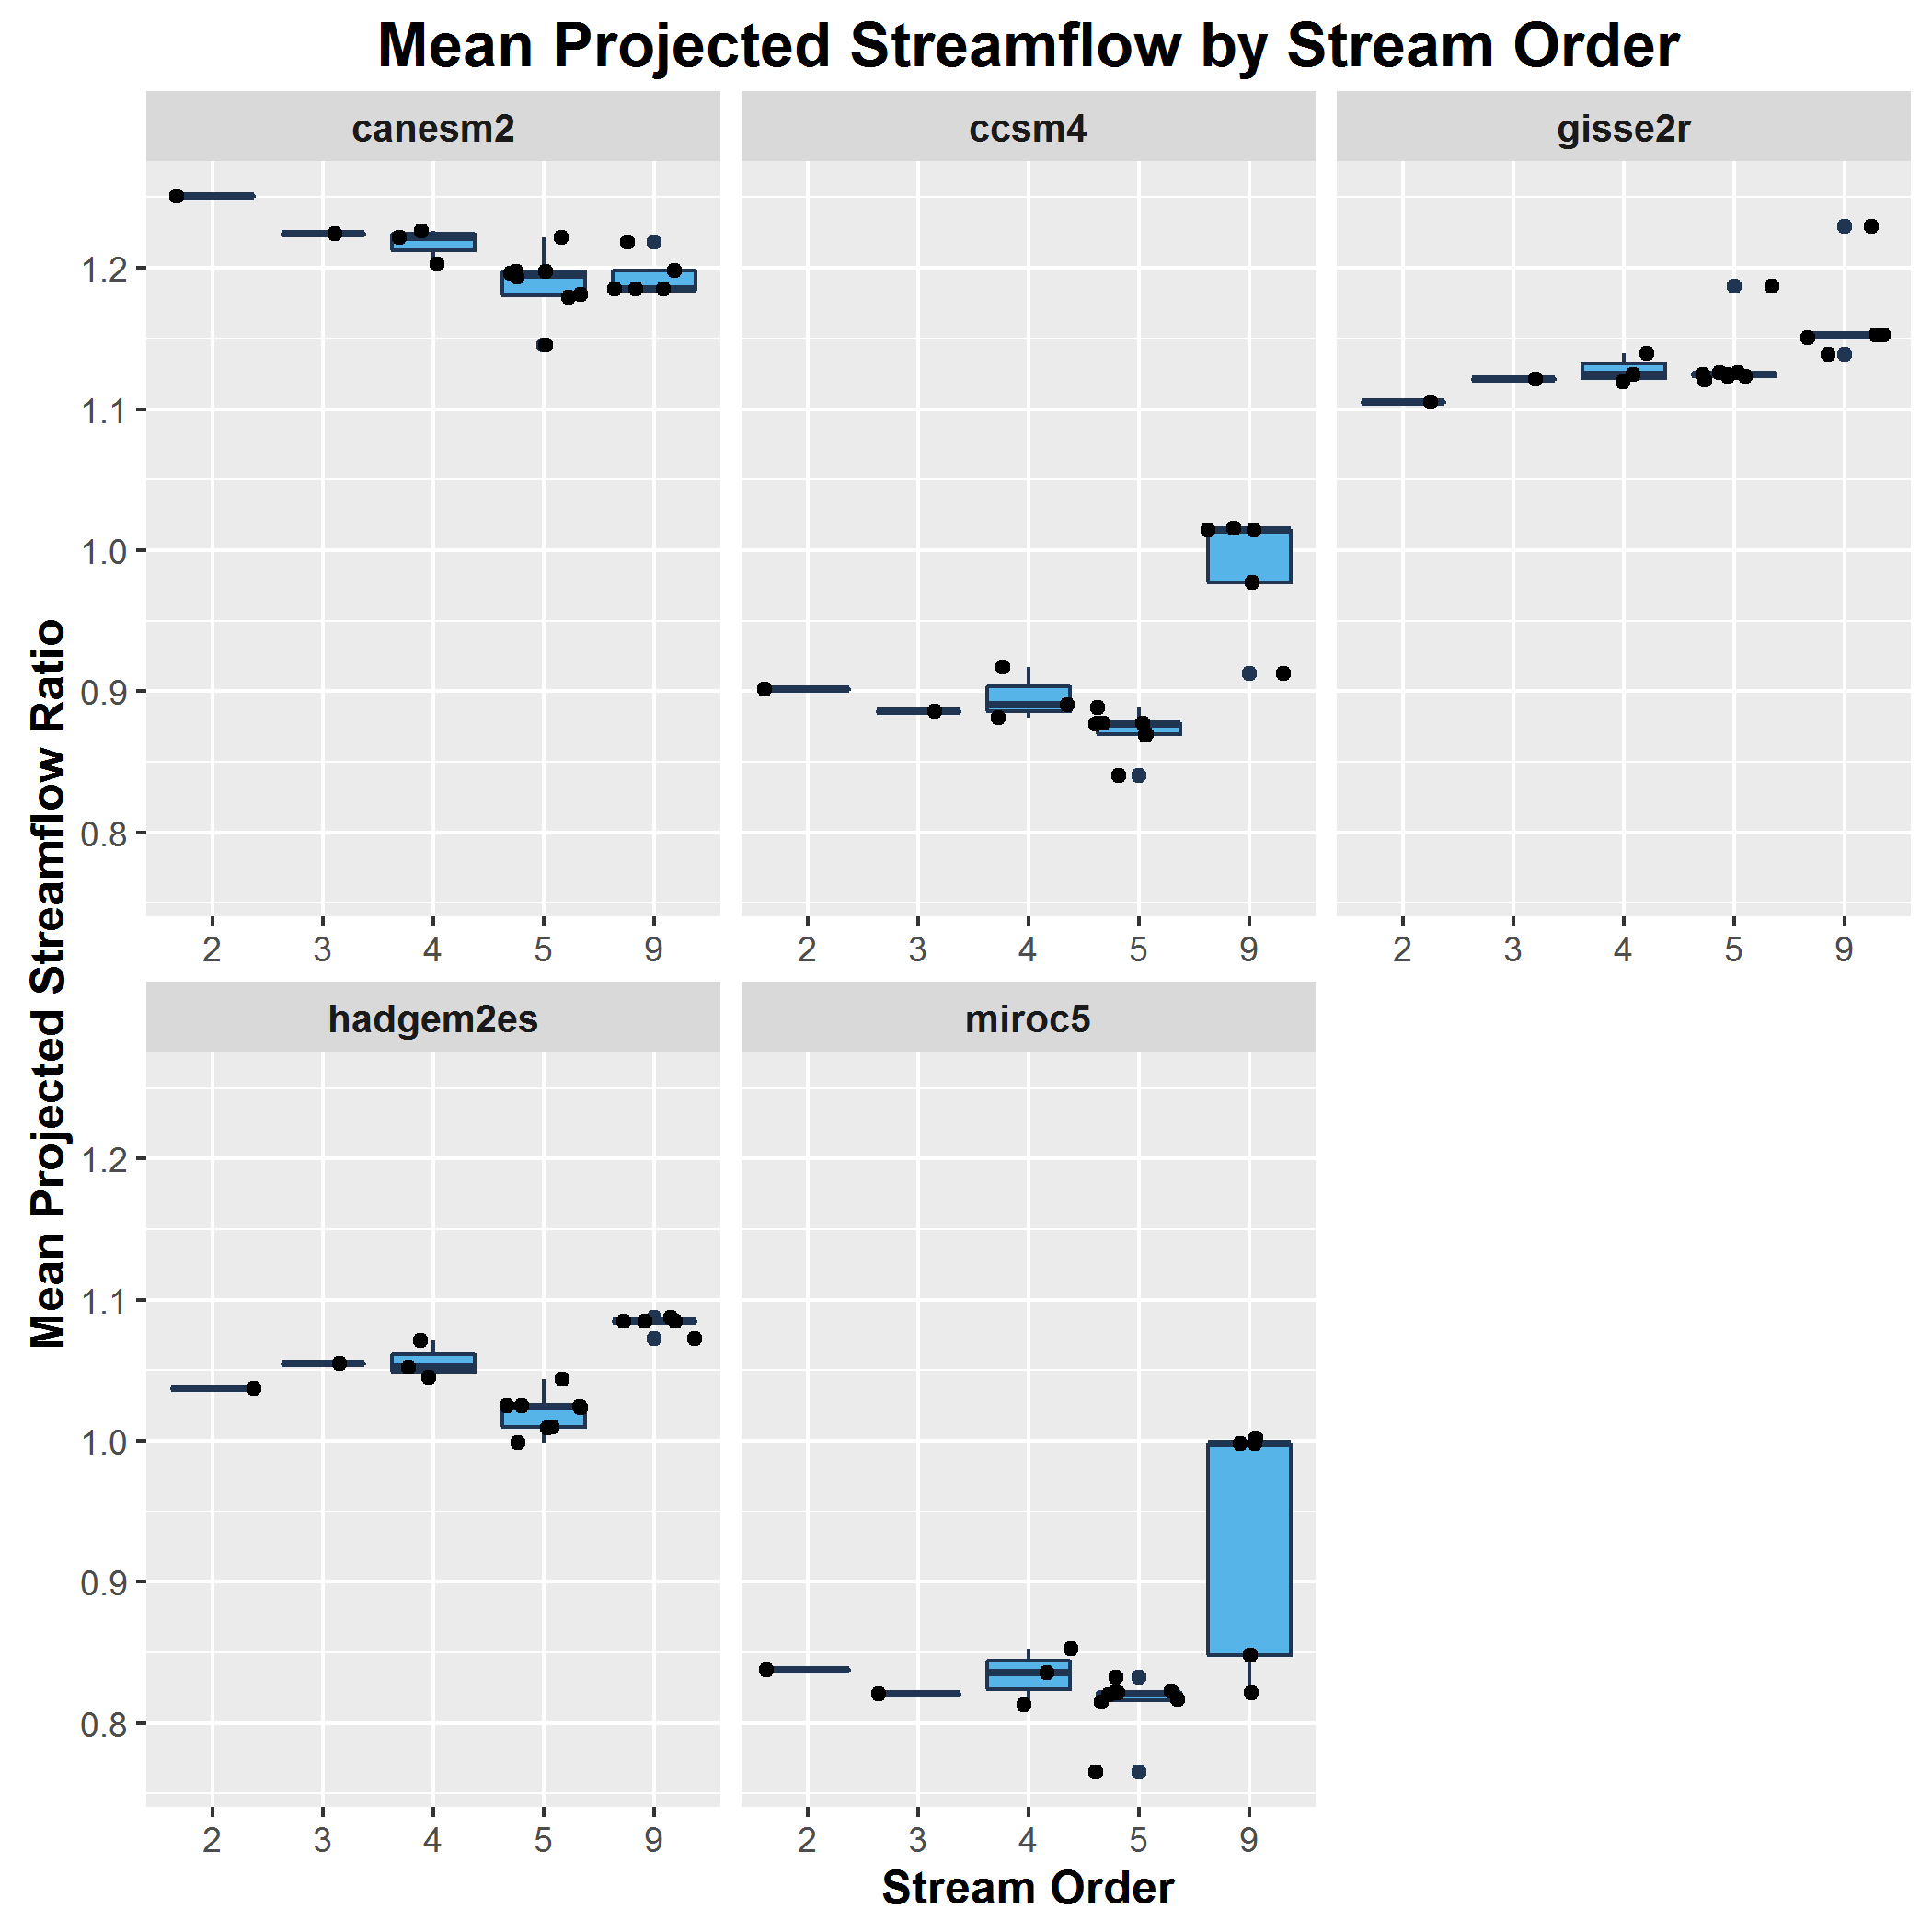 Mean Projected Streamflow by Stream Order
canesm2
ccsm4
gisse2r
1.2
1.1
1.0
0.9
0.8
2 3 4 5 9
2 3 4 5 9
2 3 4 5 9
Mean Projected Streamflow Ratio
hadgem2es
miroc5
1.2
1.1
1.0
0.9
0.8
2 3 4 5 9
2 3 4 5 9
Stream Order